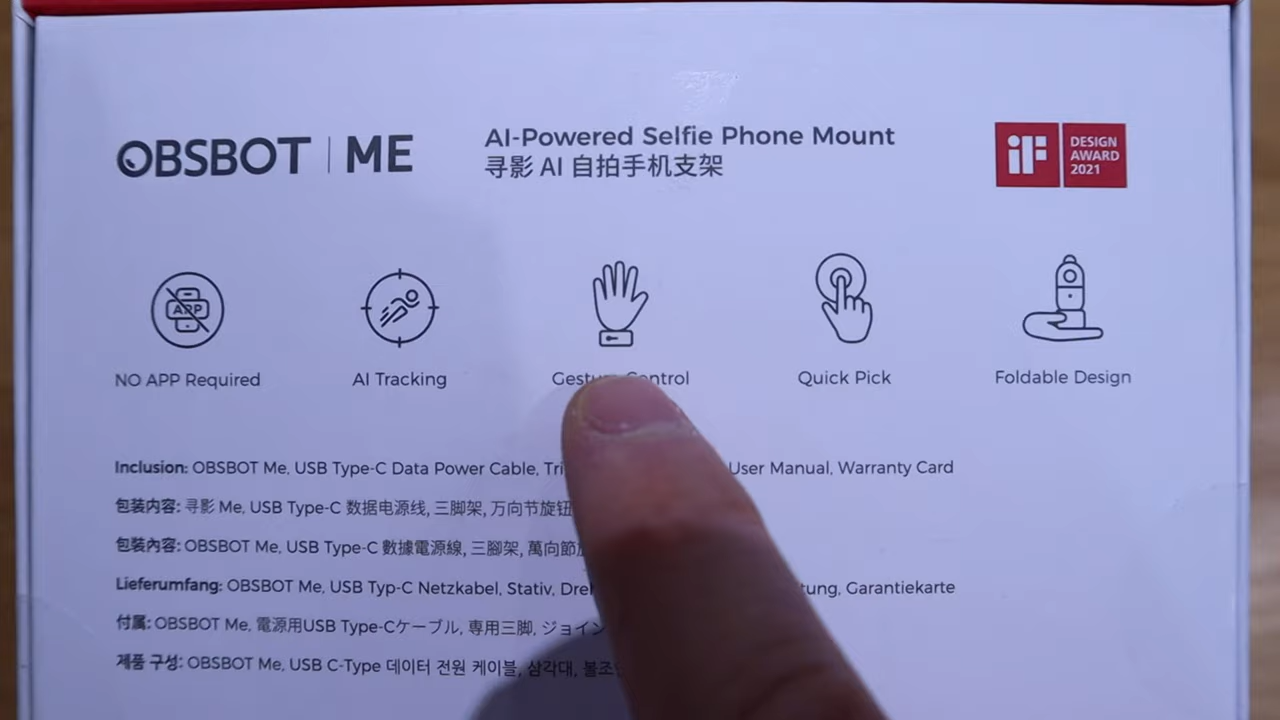 OBSBOT | ME
AI-Powered Selfie Phone Mount
寻影 AI 自拍手机支架
iF
DESIGN
AWARD
2021
APP
NO APP Required
AI Tracking
Gesture Control
Quick Pick
Foldable Design
Inclusion: OBSBOT Me, USB Type-C Data Power Cable, User Manual, Warranty Card
包装内容: 寻影 Me, USB Type-C 数据电源线, 三脚架, 万向节旋钮
包裝內容: OBSBOT Me, USB Type-C 數據電源線, 三腳架, 萬向節
Lieferumfang: OBSBOT Me, USB Typ-C Netzkabel, Stativ, Garantiekarte
付属: OBSBOT Me, 電源用USB Type-Cケーブル, 専用三脚, ジョイン
제품 구성: OBSBOT Me, USB C-Type 데이터 전원 케이블, 삼각대, 볼조